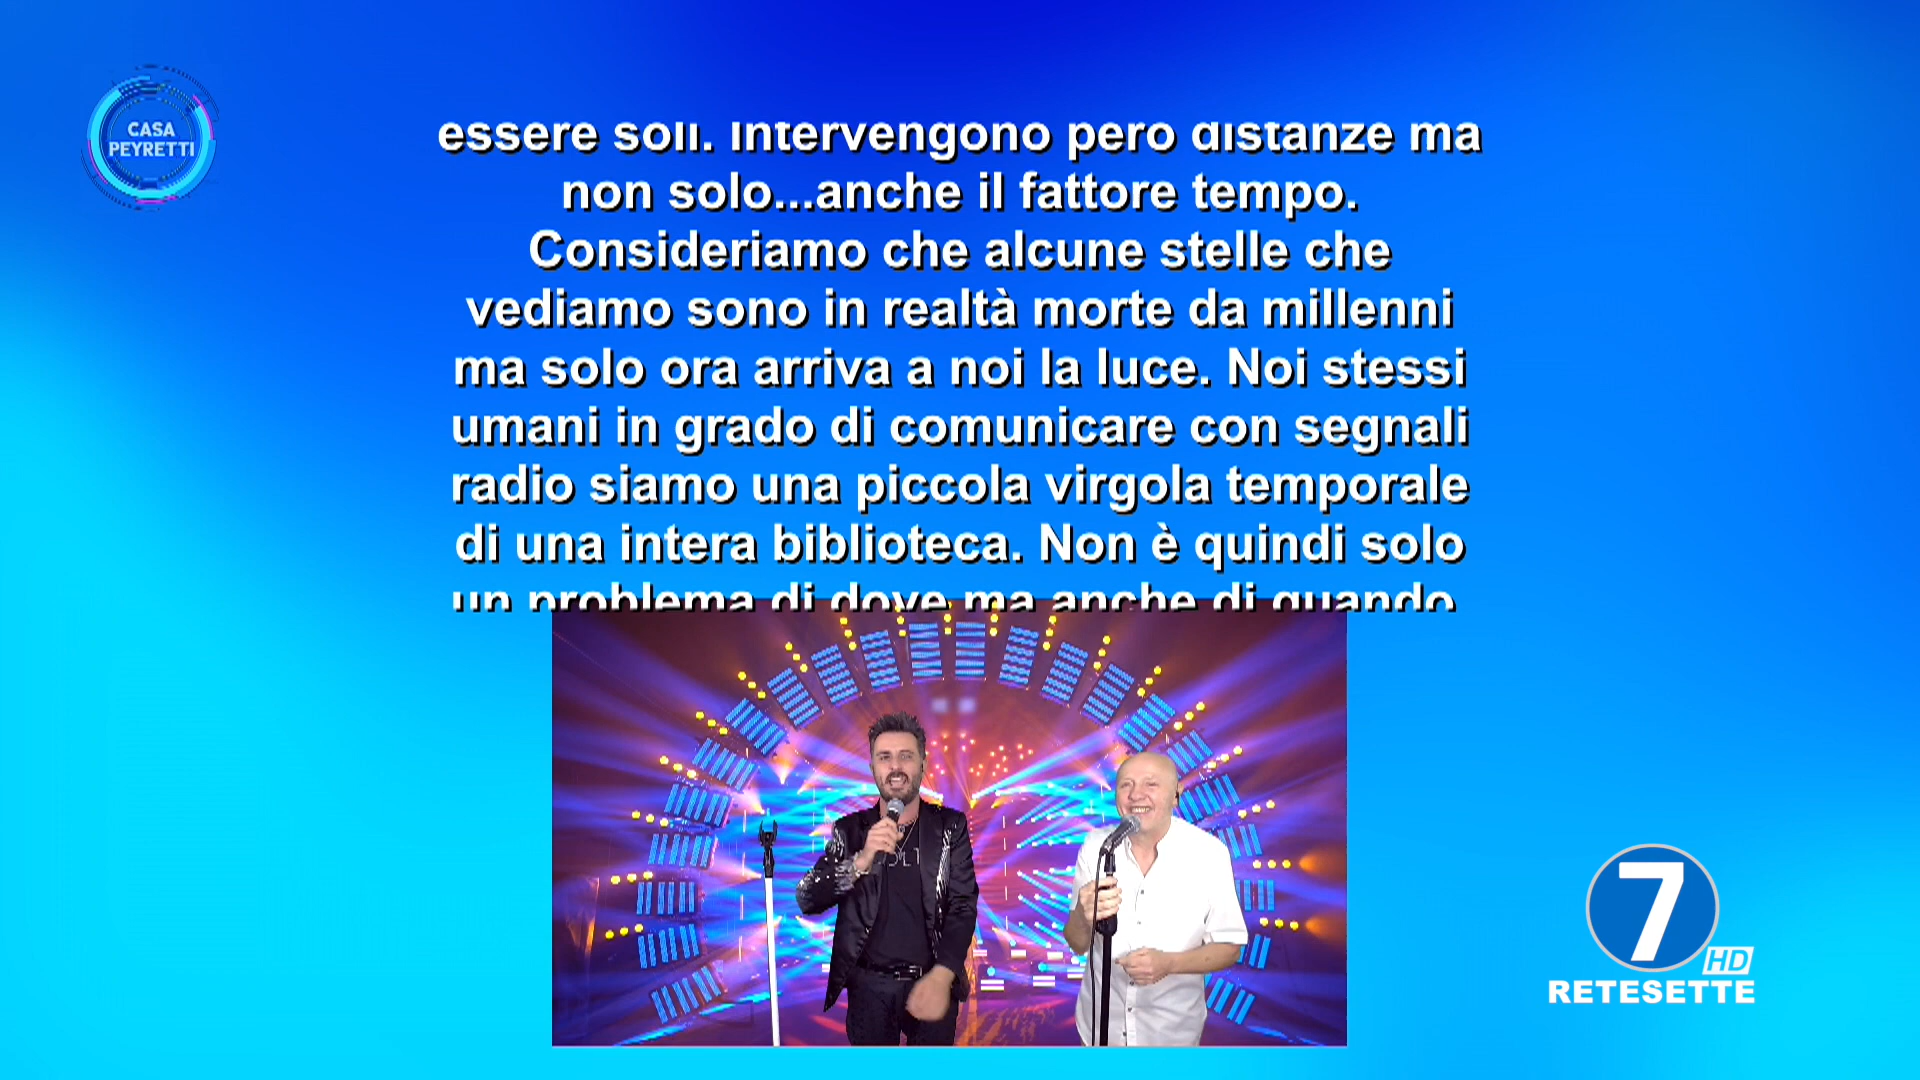 CASA
PEYRETTI
essere soli. Intervengono però distanze ma
non solo...anche il fattore tempo.
Consideriamo che alcune stelle che
vediamo sono in realtà morte da millenni
ma solo ora arriva a noi la luce. Noi stessi
umani in grado di comunicare con segnali
radio siamo una piccola virgola temporale
di una intera biblioteca. Non è quindi solo
un problema di dove ma anche di quando
7
HD
RETESETTE